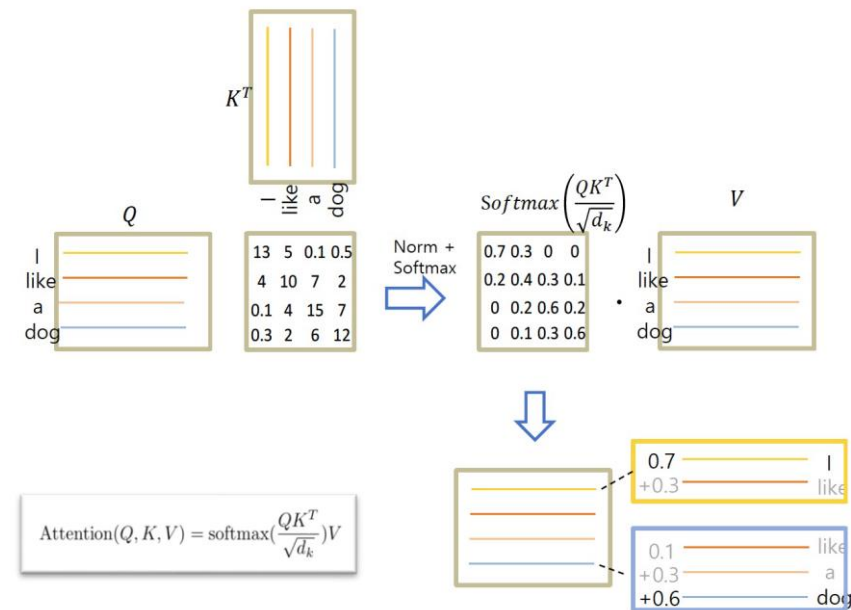 K^T
I
like
a
dog
Q
I
like
a
dog
13 5 0.1 0.5
4 10 7 2
0.1 4 15 7
0.3 2 6 12
Norm +
Softmax
Softmax(QK^T/√d_k)
0.7 0.3 0 0
0.2 0.4 0.3 0.1
0 0.2 0.6 0.2
0 0.1 0.3 0.6
·
V
I
like
a
dog
0.7 I
+0.3 like
0.1 like
+0.3 a
+0.6 dog
Attention(Q, K, V) = softmax(QK^T/√d_k)V